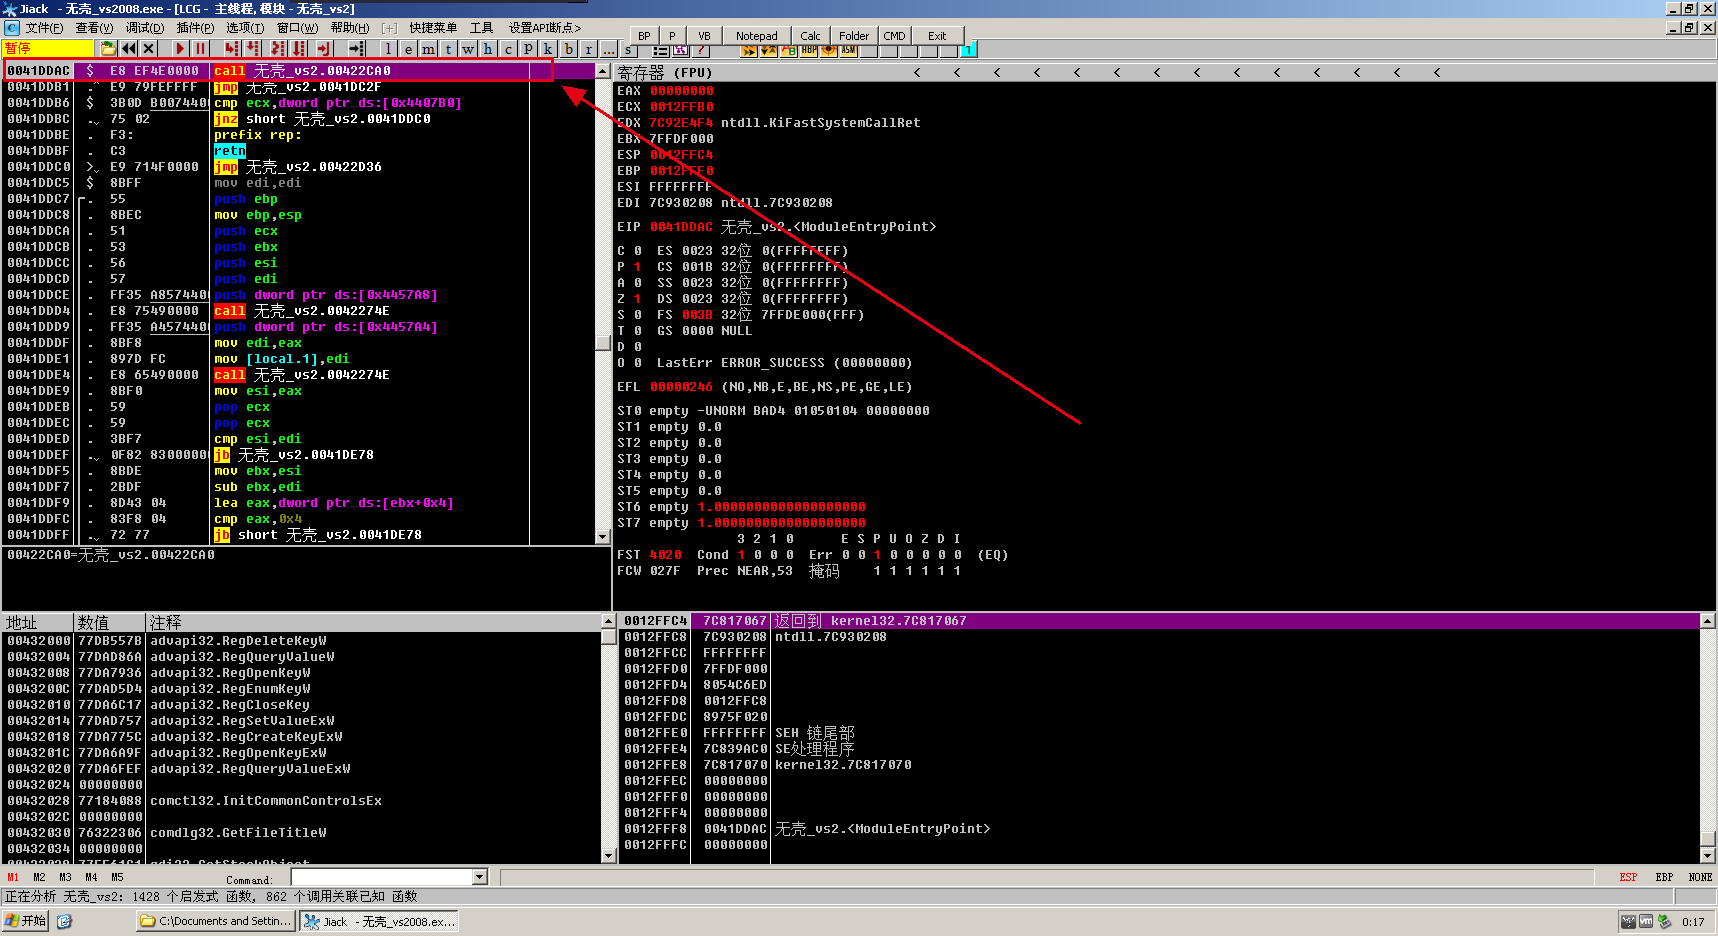 Jiack - 无壳_vs2008.exe - [LCG - 主线程, 模块 - 无壳_vs2]
文件(F) 查看(V) 调试(D) 插件(P) 选项(T) 窗口(W) 帮助(H) [+] 快捷菜单 工具 设置API断点>
BP P VB Notepad Calc Folder CMD Exit
暂停 l e m t w h c p k b r ... s
0041DDAC $ E8 EF4E0000 call 无壳_vs2.00422CA0
0041DDB1 .^ E9 79FEFFFF jmp 无壳_vs2.0041DC2F
0041DDB6 $ 3B0D B0074400 cmp ecx,dword ptr ds:[0x4407B0]
0041DDBC .v 75 02 jnz short 无壳_vs2.0041DDC0
0041DDBE . F3: prefix rep:
0041DDBF . C3 retn
0041DDC0 >v E9 714F0000 jmp 无壳_vs2.00422D36
0041DDC5 $ 8BFF mov edi,edi
0041DDC7 . 55 push ebp
0041DDC8 . 8BEC mov ebp,esp
0041DDCA . 51 push ecx
0041DDCB . 53 push ebx
0041DDCC . 56 push esi
0041DDCD . 57 push edi
0041DDCE . FF35 A8574400 push dword ptr ds:[0x4457A8]
0041DDD4 . E8 75490000 call 无壳_vs2.0042274E
0041DDD9 . FF35 A4574400 push dword ptr ds:[0x4457A4]
0041DDDF . 8BF8 mov edi,eax
0041DDE1 . 897D FC mov [local.1],edi
0041DDE4 . E8 65490000 call 无壳_vs2.0042274E
0041DDE9 . 8BF0 mov esi,eax
0041DDEB . 59 pop ecx
0041DDEC . 59 pop ecx
0041DDED . 3BF7 cmp esi,edi
0041DDEF .v 0F82 83000000 jb 无壳_vs2.0041DE78
0041DDF5 . 8BDE mov ebx,esi
0041DDF7 . 2BDF sub ebx,edi
0041DDF9 . 8D43 04 lea eax,dword ptr ds:[ebx+0x4]
0041DDFC . 83F8 04 cmp eax,0x4
0041DDFF .v 72 77 jb short 无壳_vs2.0041DE78
00422CA0=无壳_vs2.00422CA0
寄存器 (FPU) < < < < < < < < < < < < < <
EAX 00000000
ECX 0012FFB0
EDX 7C92E4F4 ntdll.KiFastSystemCallRet
EBX 7FFDF000
ESP 0012FFC4
EBP 0012FFF0
ESI FFFFFFFF
EDI 7C930208 ntdll.7C930208
EIP 0041DDAC 无壳_vs2.<ModuleEntryPoint>
C 0 ES 0023 32位 0(FFFFFFFF)
P 1 CS 001B 32位 0(FFFFFFFF)
A 0 SS 0023 32位 0(FFFFFFFF)
Z 1 DS 0023 32位 0(FFFFFFFF)
S 0 FS 003B 32位 7FFDE000(FFF)
T 0 GS 0000 NULL
D 0
O 0 LastErr ERROR_SUCCESS (00000000)
EFL 00000246 (NO,NB,E,BE,NS,PE,GE,LE)
ST0 empty -UNORM BAD4 01050104 00000000
ST1 empty 0.0
ST2 empty 0.0
ST3 empty 0.0
ST4 empty 0.0
ST5 empty 0.0
ST6 empty 1.0000000000000000000
ST7 empty 1.0000000000000000000
3 2 1 0 E S P U O Z D I
FST 4020 Cond 1 0 0 0 Err 0 0 1 0 0 0 0 0 (EQ)
FCW 027F Prec NEAR,53 掩码 1 1 1 1 1 1
地址 数值 注释
00432000 77DB557B advapi32.RegDeleteKeyW
00432004 77DAD86A advapi32.RegQueryValueW
00432008 77DA7936 advapi32.RegOpenKeyW
0043200C 77DAD5D4 advapi32.RegEnumKeyW
00432010 77DA6C17 advapi32.RegCloseKey
00432014 77DAD757 advapi32.RegSetValueExW
00432018 77DA775C advapi32.RegCreateKeyExW
0043201C 77DA6A9F advapi32.RegOpenKeyExW
00432020 77DA6FEF advapi32.RegQueryValueExW
00432024 00000000
00432028 77184088 comctl32.InitCommonControlsEx
0043202C 00000000
00432030 76322306 comdlg32.GetFileTitleW
00432034 00000000
0012FFC4 7C817067 返回到 kernel32.7C817067
0012FFC8 7C930208 ntdll.7C930208
0012FFCC FFFFFFFF
0012FFD0 7FFDF000
0012FFD4 8054C6ED
0012FFD8 0012FFC8
0012FFDC 8975F020
0012FFE0 FFFFFFFF SEH 链尾部
0012FFE4 7C839AC0 SE处理程序
0012FFE8 7C817070 kernel32.7C817070
0012FFEC 00000000
0012FFF0 00000000
0012FFF4 00000000
0012FFF8 0041DDAC 无壳_vs2.<ModuleEntryPoint>
0012FFFC 00000000
M1 M2 M3 M4 M5 Command: ESP EBP NONE
正在分析 无壳_vs2: 1428 个启发式 函数, 862 个调用关联已知 函数
开始 C:\Documents and Settin... Jiack - 无壳_vs2008.ex... 0:17